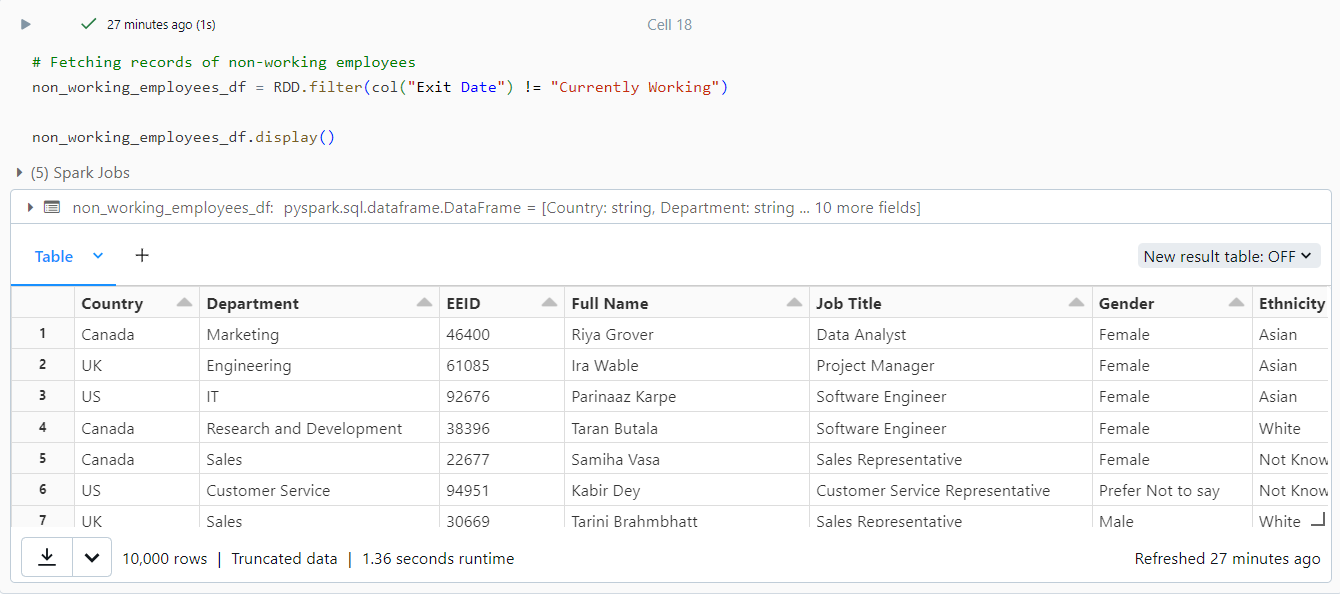 27 minutes ago (1s) Cell 18
# Fetching records of non-working employees
non_working_employees_df = RDD.filter(col("Exit Date") != "Currently Working")
non_working_employees_df.display()
(5) Spark Jobs
non_working_employees_df: pyspark.sql.dataframe.DataFrame = [Country: string, Department: string ... 10 more fields]
Table + New result table: OFF
Country Department EEID Full Name Job Title Gender Ethnicity
1 Canada Marketing 46400 Riya Grover Data Analyst Female Asian
2 UK Engineering 61085 Ira Wable Project Manager Female Asian
3 US IT 92676 Parinaaz Karpe Software Engineer Female Asian
4 Canada Research and Development 38396 Taran Butala Software Engineer Female White
5 Canada Sales 22677 Samiha Vasa Sales Representative Female Not Know
6 US Customer Service 94951 Kabir Dey Customer Service Representative Prefer Not to say Not Know
7 UK Sales 30669 Tarini Brahmbhatt Sales Representative Male White
10,000 rows | Truncated data | 1.36 seconds runtime Refreshed 27 minutes ago